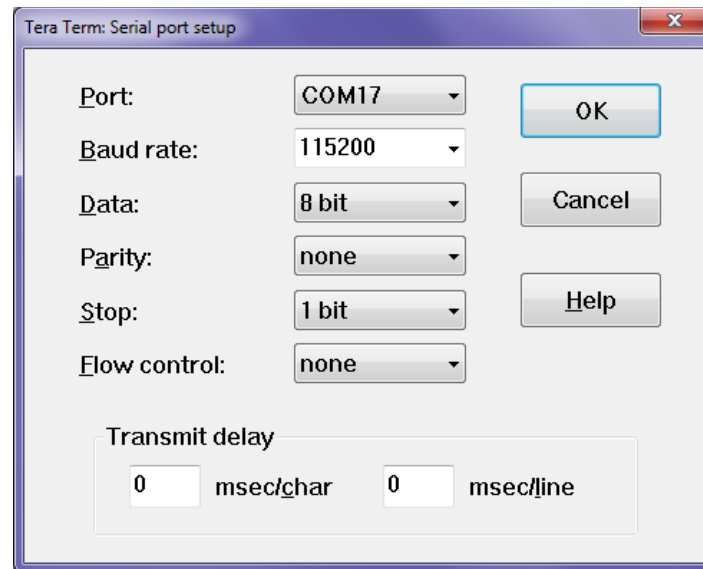 Tera Term: Serial port setup
Port: COM17 OK
Baud rate: 115200
Data: 8 bit Cancel
Parity: none
Stop: 1 bit Help
Flow control: none
Transmit delay
0 msec/char 0 msec/line